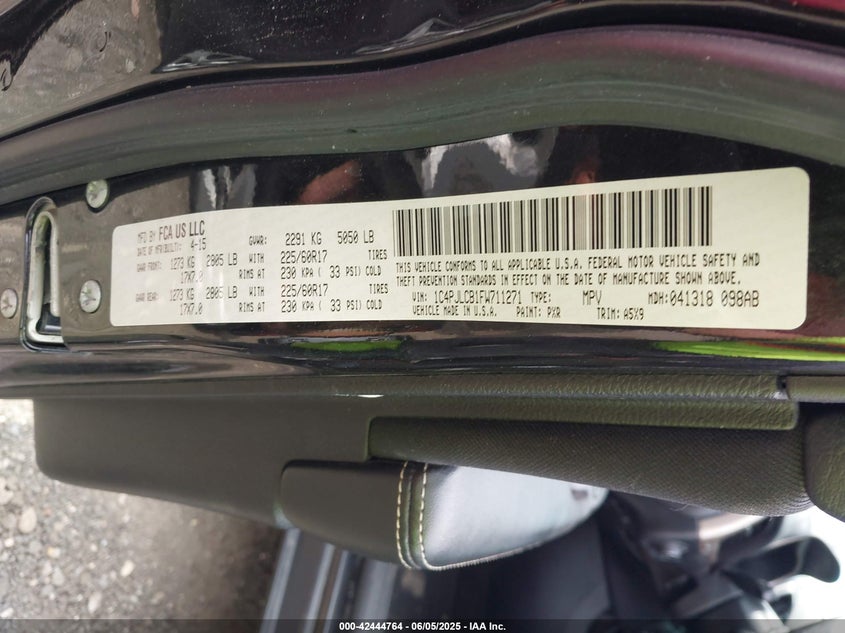 MFD BY FCA US LLC
DATE OF MFR(BUILT): 4-15
GVWR: 2291 KG 5050 LB
GAWR FRONT: 1273 KG 2805 LB WITH 225/60R17 TIRES
17X7.0 RIMS AT 230 KPA ( 33 PSI) COLD
GAWR REAR: 1273 KG 2805 LB WITH 225/60R17 TIRES
17X7.0 RIMS AT 230 KPA ( 33 PSI) COLD
THIS VEHICLE CONFORMS TO ALL APPLICABLE U.S.A. FEDERAL MOTOR VEHICLE SAFETY AND
THEFT PREVENTION STANDARDS IN EFFECT ON THE DATE OF MANUFACTURE SHOWN ABOVE.
VIN: 1C4PJLCB1FW711271 TYPE: MPV MDH: 041318 098AB
VEHICLE MADE IN U.S.A. PAINT: PXR TRIM: A5X9
000-42444764 - 06/05/2025 - IAA Inc.